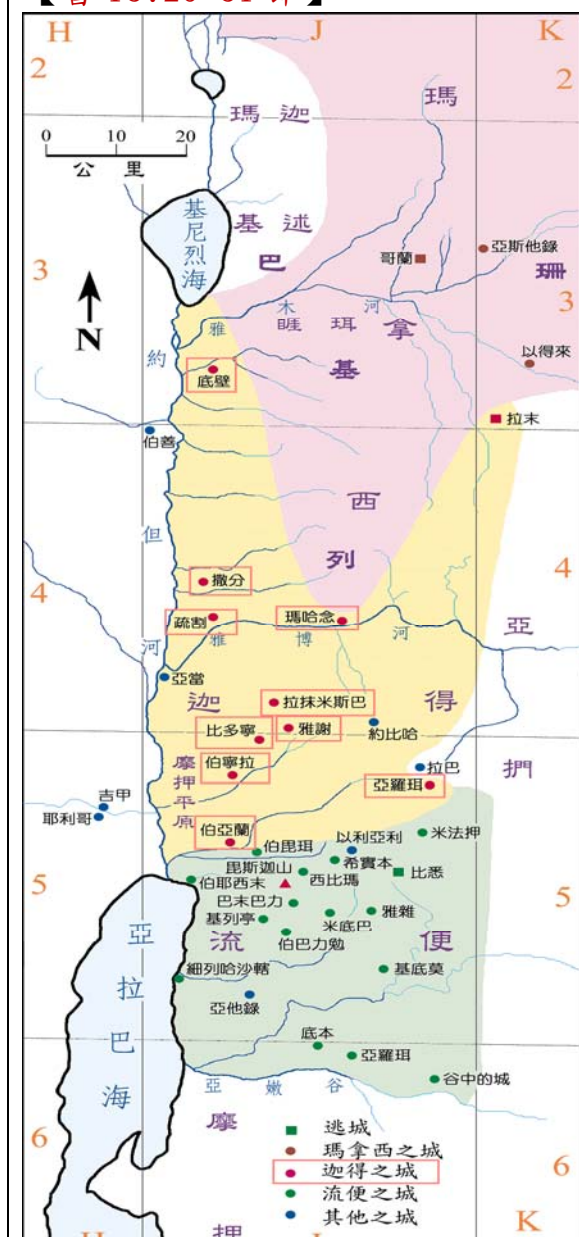 H J K
2 2
瑪迦
瑪
0 10 20
公里
基尼烈海
基述
巴
哥蘭
亞斯他錄
珊
3 3
N
雅木河
睚珥
拿
基
約
底壁
以得來
拉末
伯善
西
但
列
撒分
4 4
疏割
瑪哈念
亞
河
雅博河
亞當
拉抹米斯巴
迦
得
比多寧
雅謝
約比哈
捫
摩押平原
伯寧拉
拉巴
亞羅珥
吉甲
耶利哥
伯亞蘭
伯毘珥
以利亞利
米法押
毘斯迦山
希實本
5 5
伯耶西末
西比瑪
比悉
巴末巴力
基列亭
米底巴
雅雜
流
便
伯巴力勉
亞拉巴海
細列哈沙轄
基底莫
亞他錄
底本
亞羅珥
谷中的城
亞嫩谷
摩
逃城
6 6
瑪拿西之城
迦得之城
流便之城
其他之城
K
押